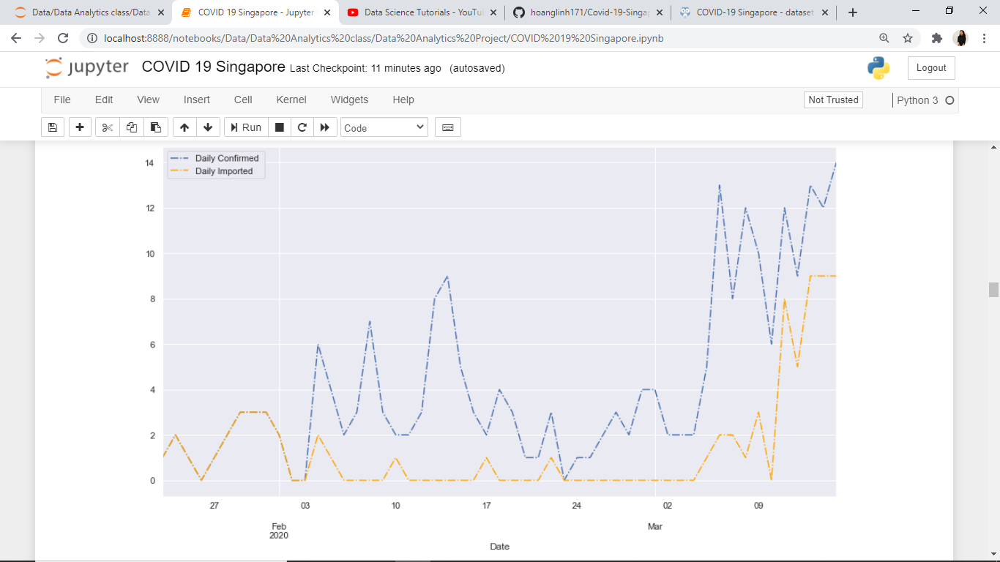 Data/Data Analytics class/Data
COVID 19 Singapore - Jupyter
Data Science Tutorials - YouTu
hoanglinh171/Covid-19-Singa
COVID-19 Singapore - dataset
localhost:8888/notebooks/Data/Data%20Analytics%20class/Data%20Analytics%20Project/COVID%2019%20Singapore.ipynb
jupyter COVID 19 Singapore Last Checkpoint: 11 minutes ago (autosaved)
Logout
File Edit View Insert Cell Kernel Widgets Help
Not Trusted
Python 3
Run
Code
Daily Confirmed
Daily Imported
14
12
10
8
6
4
2
0
27 03 10 17 24 02 09
Feb Mar
2020
Date